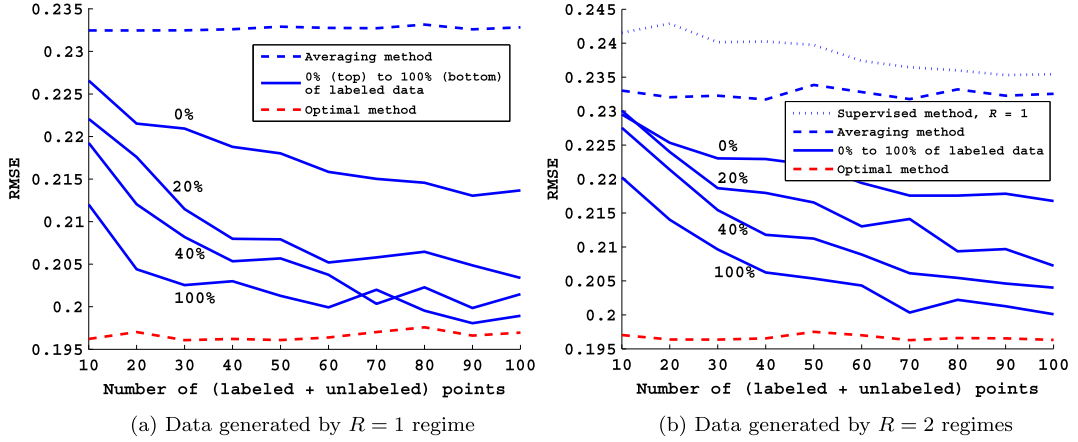 0.235
0.23
0.225
0.22
0.215
0.21
0.205
0.2
0.195
RMSE
10 20 30 40 50 60 70 80 90 100
Number of (labeled + unlabeled) points
Averaging method
0% (top) to 100% (bottom)
of labeled data
Optimal method
0%
20%
40%
100%
(a) Data generated by R = 1 regime
0.245
0.24
0.235
0.23
0.225
0.22
0.215
0.21
0.205
0.2
0.195
RMSE
10 20 30 40 50 60 70 80 90 100
Number of (labeled + unlabeled) points
Supervised method, R = 1
Averaging method
0% to 100% of labeled data
Optimal method
0%
20%
40%
100%
(b) Data generated by R = 2 regimes